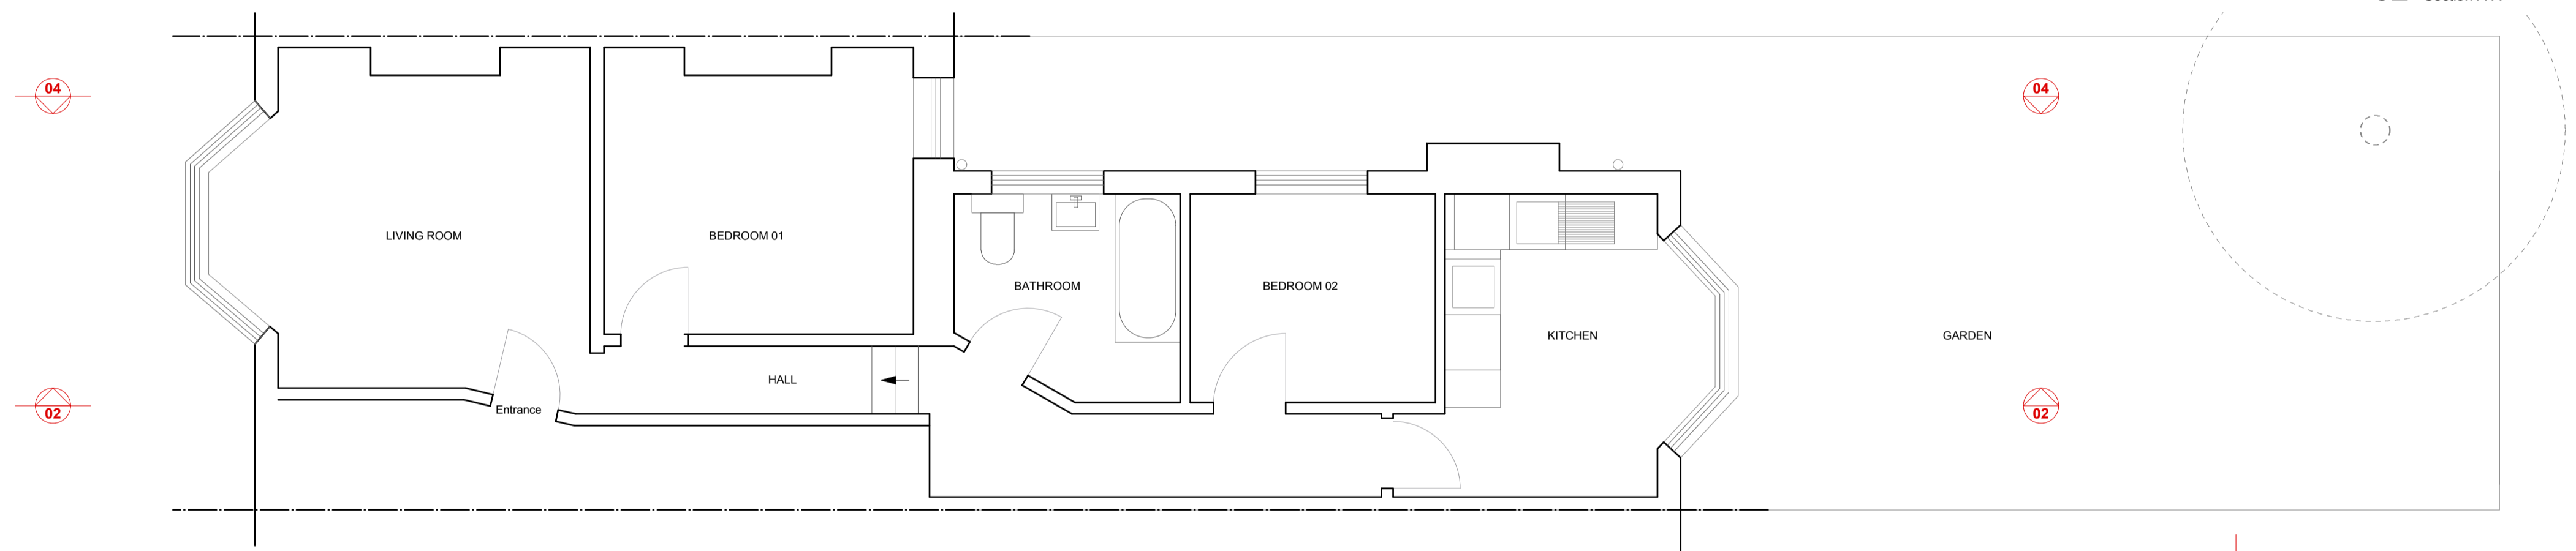 04
04
LIVING ROOM
BEDROOM 01
BATHROOM
BEDROOM 02
KITCHEN
GARDEN
HALL
Entrance
02
02